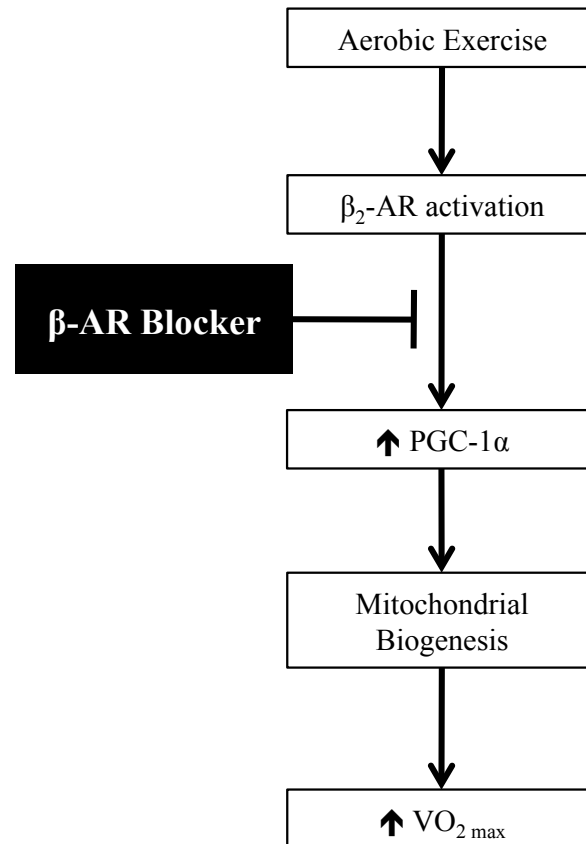 Aerobic Exercise
β₂-AR activation
β-AR Blocker
↑ PGC-1α
Mitochondrial
Biogenesis
↑ VO₂ max